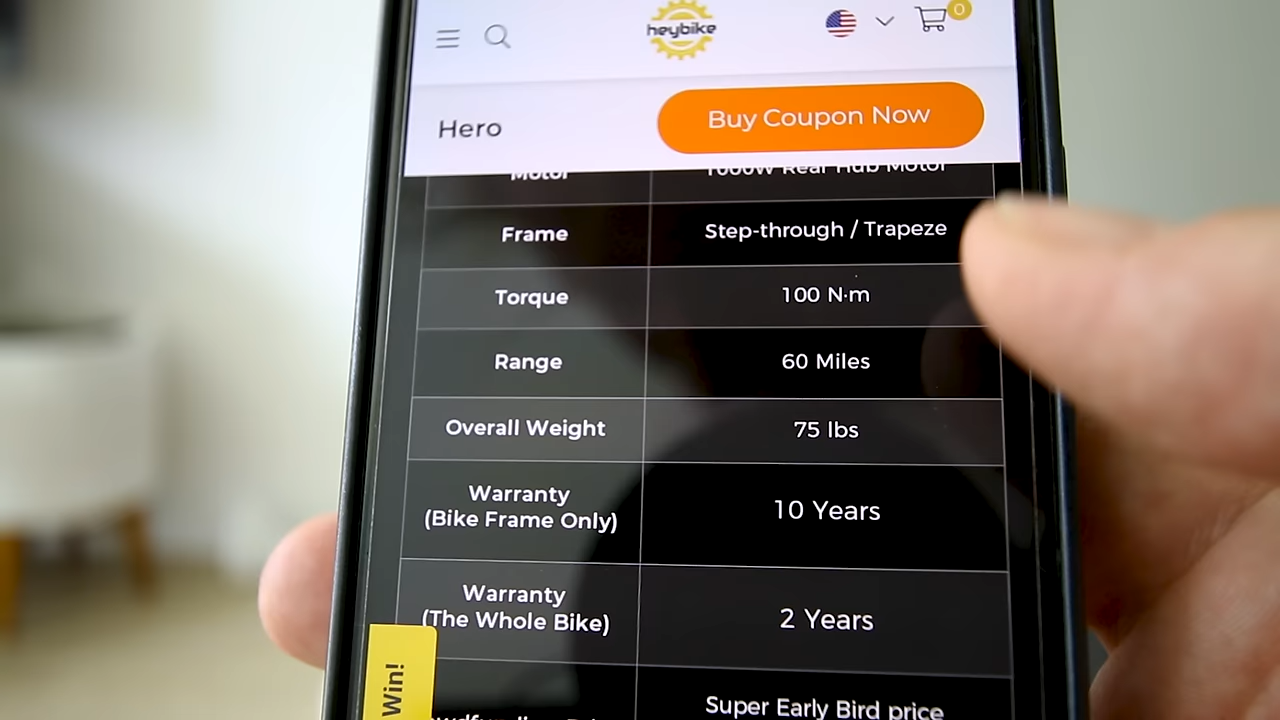 heybike
0
Hero
Buy Coupon Now
Motor
1000W Rear Hub Motor
Frame
Step-through / Trapeze
Torque
100 N·m
Range
60 Miles
Overall Weight
75 lbs
Warranty
(Bike Frame Only)
10 Years
Warranty
(The Whole Bike)
2 Years
Win!
Super Early Bird price